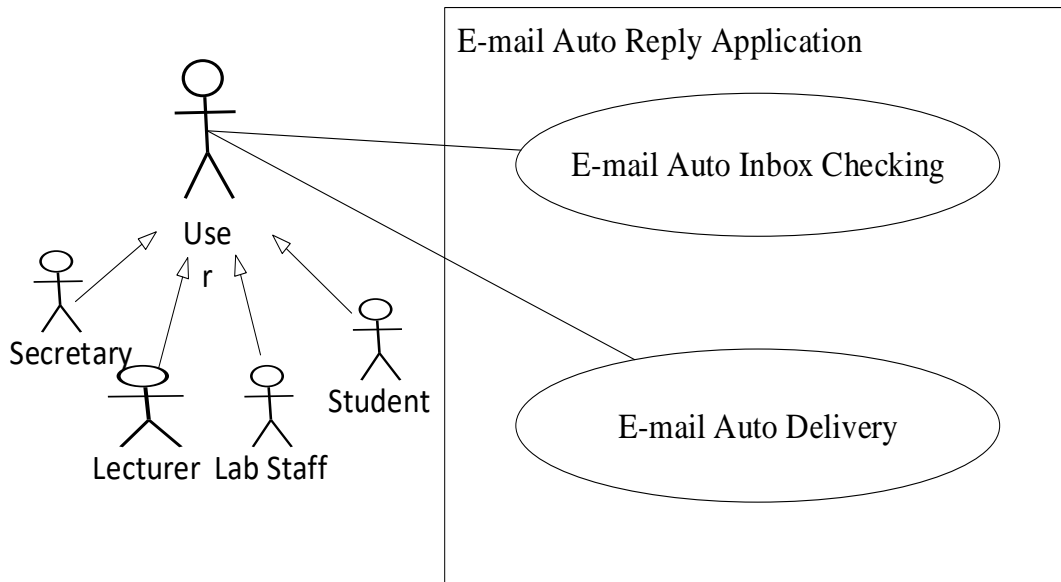 E-mail Auto Reply Application
E-mail Auto Inbox Checking
Use
r
Secretary
Student
E-mail Auto Delivery
Lecturer
Lab Staff